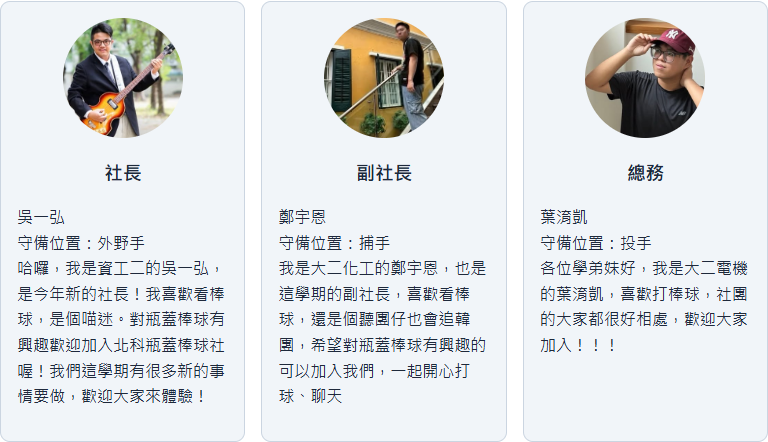 社長
吳一弘
守備位置：外野手
哈囉，我是資工二的吳一弘，
是今年新的社長！我喜歡看棒
球，是個喵迷。對瓶蓋棒球有
興趣歡迎加入北科瓶蓋棒球社
喔！我們這學期有很多新的事
情要做，歡迎大家來體驗！
副社長
鄭宇恩
守備位置：捕手
我是大二化工的鄭宇恩，也是
這學期的副社長，喜歡看棒
球，還是個聽團仔也會追韓
團，希望對瓶蓋棒球有興趣的
可以加入我們，一起開心打
球、聊天
總務
葉淯凱
守備位置：投手
各位學弟妹好，我是大二電機
的葉淯凱，喜歡打棒球，社團
的大家都很好相處，歡迎大家
加入！！！